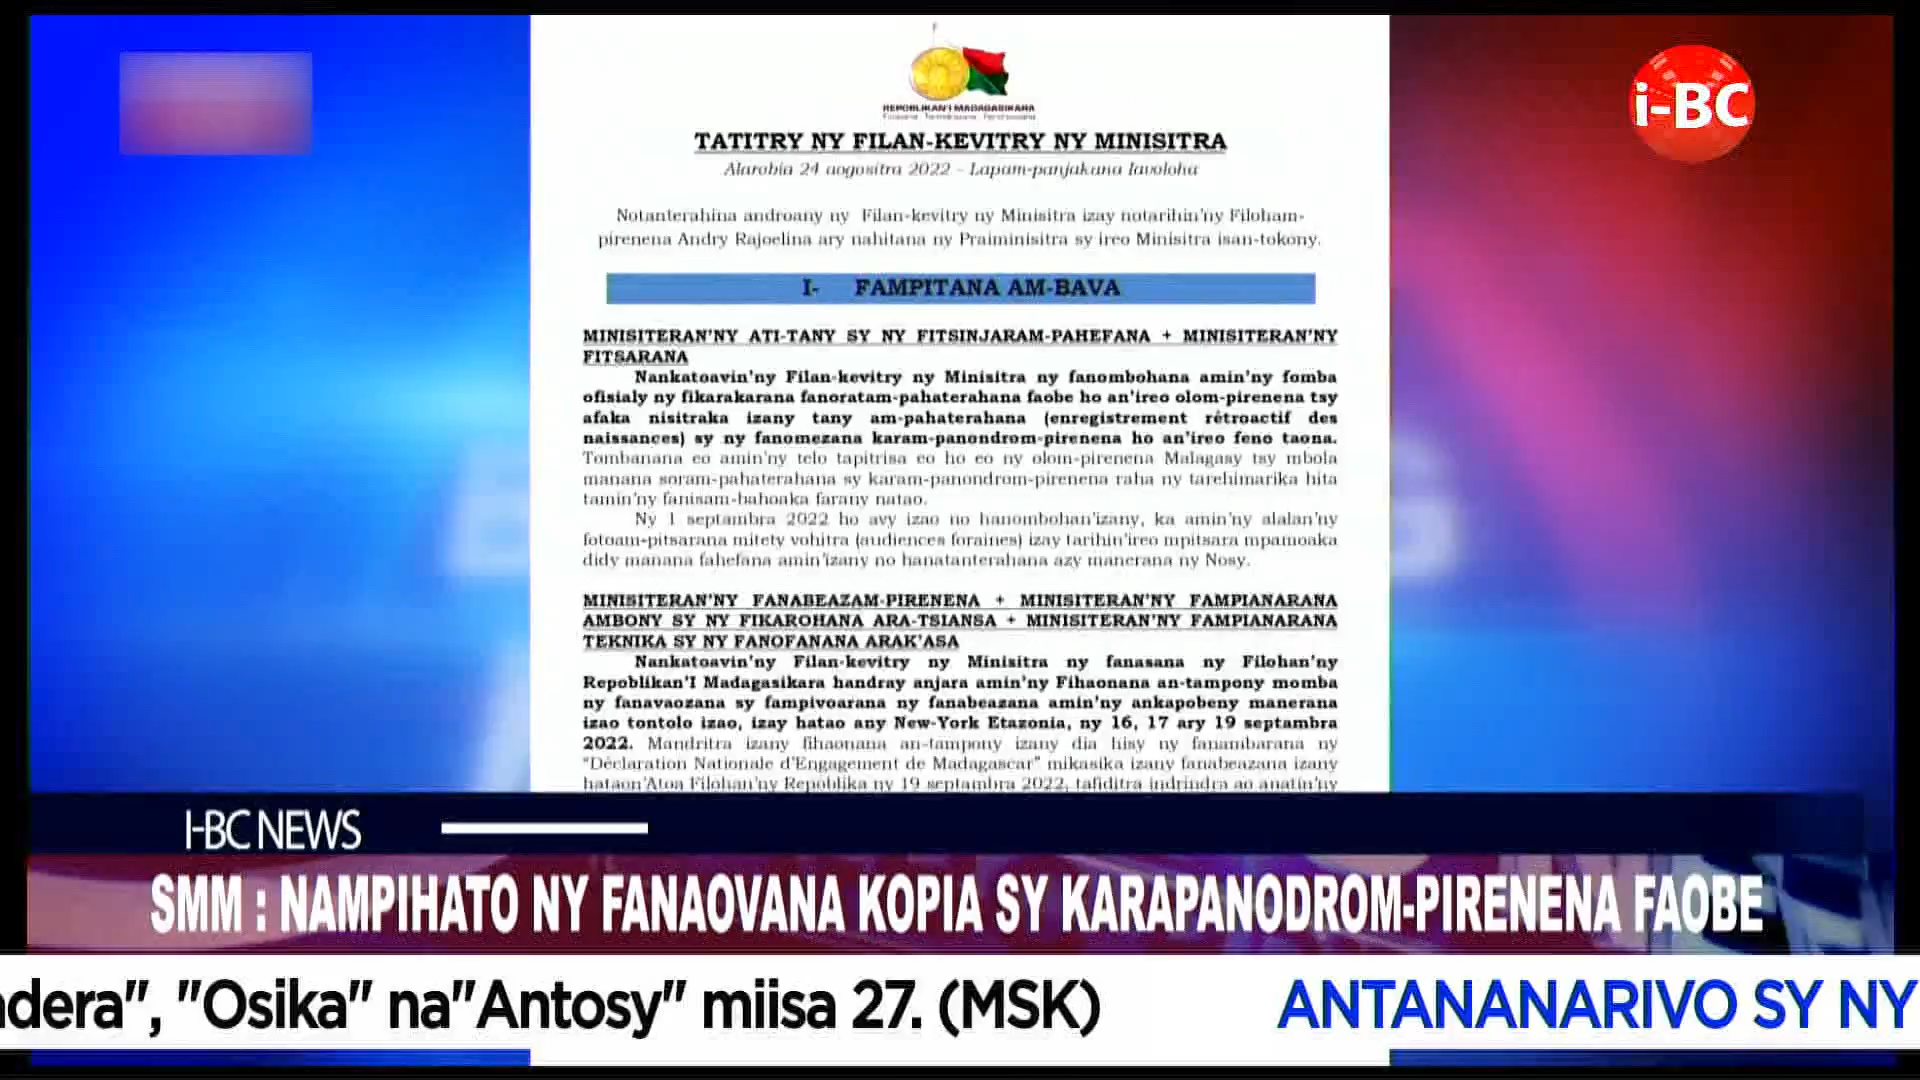 i-BC
REPOBLIKAN'I MADAGASIKARA
TATITRY NY FILAN-KEVITRY NY MINISITRA
Alarobia 24 aogositra 2022 – Lapam-panjakana Iavoloha
Notanterahina androany ny Filan-kevitry ny Minisitra izay notarihin'ny Filoham-
pirenena Andry Rajoelina ary nahitana ny Praiminisitra sy ireo Minisitra isan-tokony.
I- FAMPITANA AM-BAVA
MINISITERAN'NY ATI-TANY SY NY FITSINJARAM-PAHEFANA + MINISITERAN'NY
FITSARANA
Nankatoavin'ny Filan-kevitry ny Minisitra ny fanombohana amin'ny fomba
ofisialy ny fikarakarana fanoratam-pahaterahana faobe ho an'ireo olom-pirenena tsy
afaka nisitraka izany tany am-pahaterahana (enregistrement rétroactif des
naissances) sy ny fanomezana karam-panondrom-pirenena ho an'ireo feno taona.
Tombanana eo amin'ny telo tapitrisa eo ho eo ny olom-pirenena Malagasy tsy mbola
manana soram-pahaterahana sy karam-panondrom-pirenena raha ny tarehimarika hita
tamin'ny fanisam-bahoaka farany natao.
Ny 1 septambra 2022 ho avy izao no hanombohan'izany, ka amin'ny alalan'ny
fotoam-pitsarana mitety vohitra (audiences foraines) izay tarihin'ireo mpitsara mpamoaka
didy manana fahefana amin'izany no hanatanterahana azy manerana ny Nosy.
MINISITERAN'NY FANABEAZAM-PIRENENA + MINISITERAN'NY FAMPIANARANA
AMBONY SY NY FIKAROHANA ARA-TSIANSA + MINISITERAN'NY FAMPIANARANA
TEKNIKA SY NY FANOFANANA ARAK'ASA
Nankatoavin'ny Filan-kevitry ny Minisitra ny fanasana ny Filohan'ny
Repoblikan'I Madagasikara handray anjara amin'ny Fihaonana an-tampony momba
ny fanavaozana sy fampivoarana ny fanabeazana amin'ny ankapobeny manerana
izao tontolo izao, izay hatao any New-York Etazonia, ny 16, 17 ary 19 septambra
2022. Mandritra izany fihaonana an-tampony izany dia hisy ny fanambarana ny
"Déclaration Nationale d'Engagement de Madagascar" mikasika izany fanabeazana izany
hataon'Atoa Filohan'ny Repoblika ny 19 septambra 2022, tafiditra indrindra ao anatin'ny
I-BC NEWS
SMM : NAMPIHATO NY FANAOVANA KOPIA SY KARAPANODROM-PIRENENA FAOBE
adera", "Osika" na"Antosy" miisa 27. (MSK) ANTANANARIVO SY NY